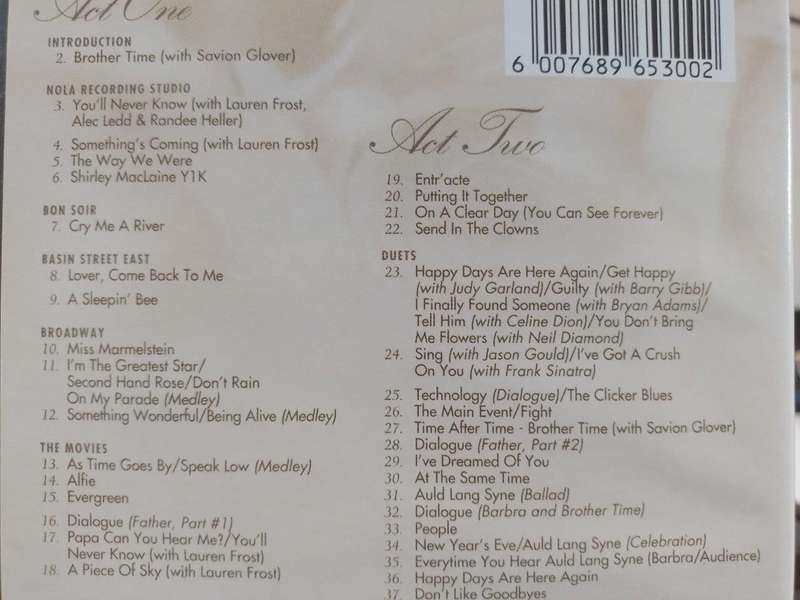 Act One
INTRODUCTION
2. Brother Time (with Savion Glover)
NOLA RECORDING STUDIO
3. You'll Never Know (with Lauren Frost,
Alec Ledd & Randee Heller)
4. Something's Coming (with Lauren Frost)
5. The Way We Were
6. Shirley MacLaine Y1K
BON SOIR
7. Cry Me A River
BASIN STREET EAST
8. Lover, Come Back To Me
9. A Sleepin' Bee
BROADWAY
10. Miss Marmelstein
11. I'm The Greatest Star/
Second Hand Rose/Don't Rain
On My Parade (Medley)
12. Something Wonderful/Being Alive (Medley)
THE MOVIES
13. As Time Goes By/Speak Low (Medley)
14. Alfie
15. Evergreen
16. Dialogue (Father, Part #1)
17. Papa Can You Hear Me?/You'll
Never Know (with Lauren Frost)
18. A Piece Of Sky (with Lauren Frost)
6 007689 653002
Act Two
19. Entr'acte
20. Putting It Together
21. On A Clear Day (You Can See Forever)
22. Send In The Clowns
DUETS
23. Happy Days Are Here Again/Get Happy
(with Judy Garland)/Guilty (with Barry Gibb)/
I Finally Found Someone (with Bryan Adams)/
Tell Him (with Celine Dion)/You Don't Bring
Me Flowers (with Neil Diamond)
24. Sing (with Jason Gould)/I've Got A Crush
On You (with Frank Sinatra)
25. Technology (Dialogue)/The Clicker Blues
26. The Main Event/Fight
27. Time After Time - Brother Time (with Savion Glover)
28. Dialogue (Father, Part #2)
29. I've Dreamed Of You
30. At The Same Time
31. Auld Lang Syne (Ballad)
32. Dialogue (Barbra and Brother Time)
33. People
34. New Year's Eve/Auld Lang Syne (Celebration)
35. Everytime You Hear Auld Lang Syne (Barbra/Audience)
36. Happy Days Are Here Again
37. Don't Like Goodbyes